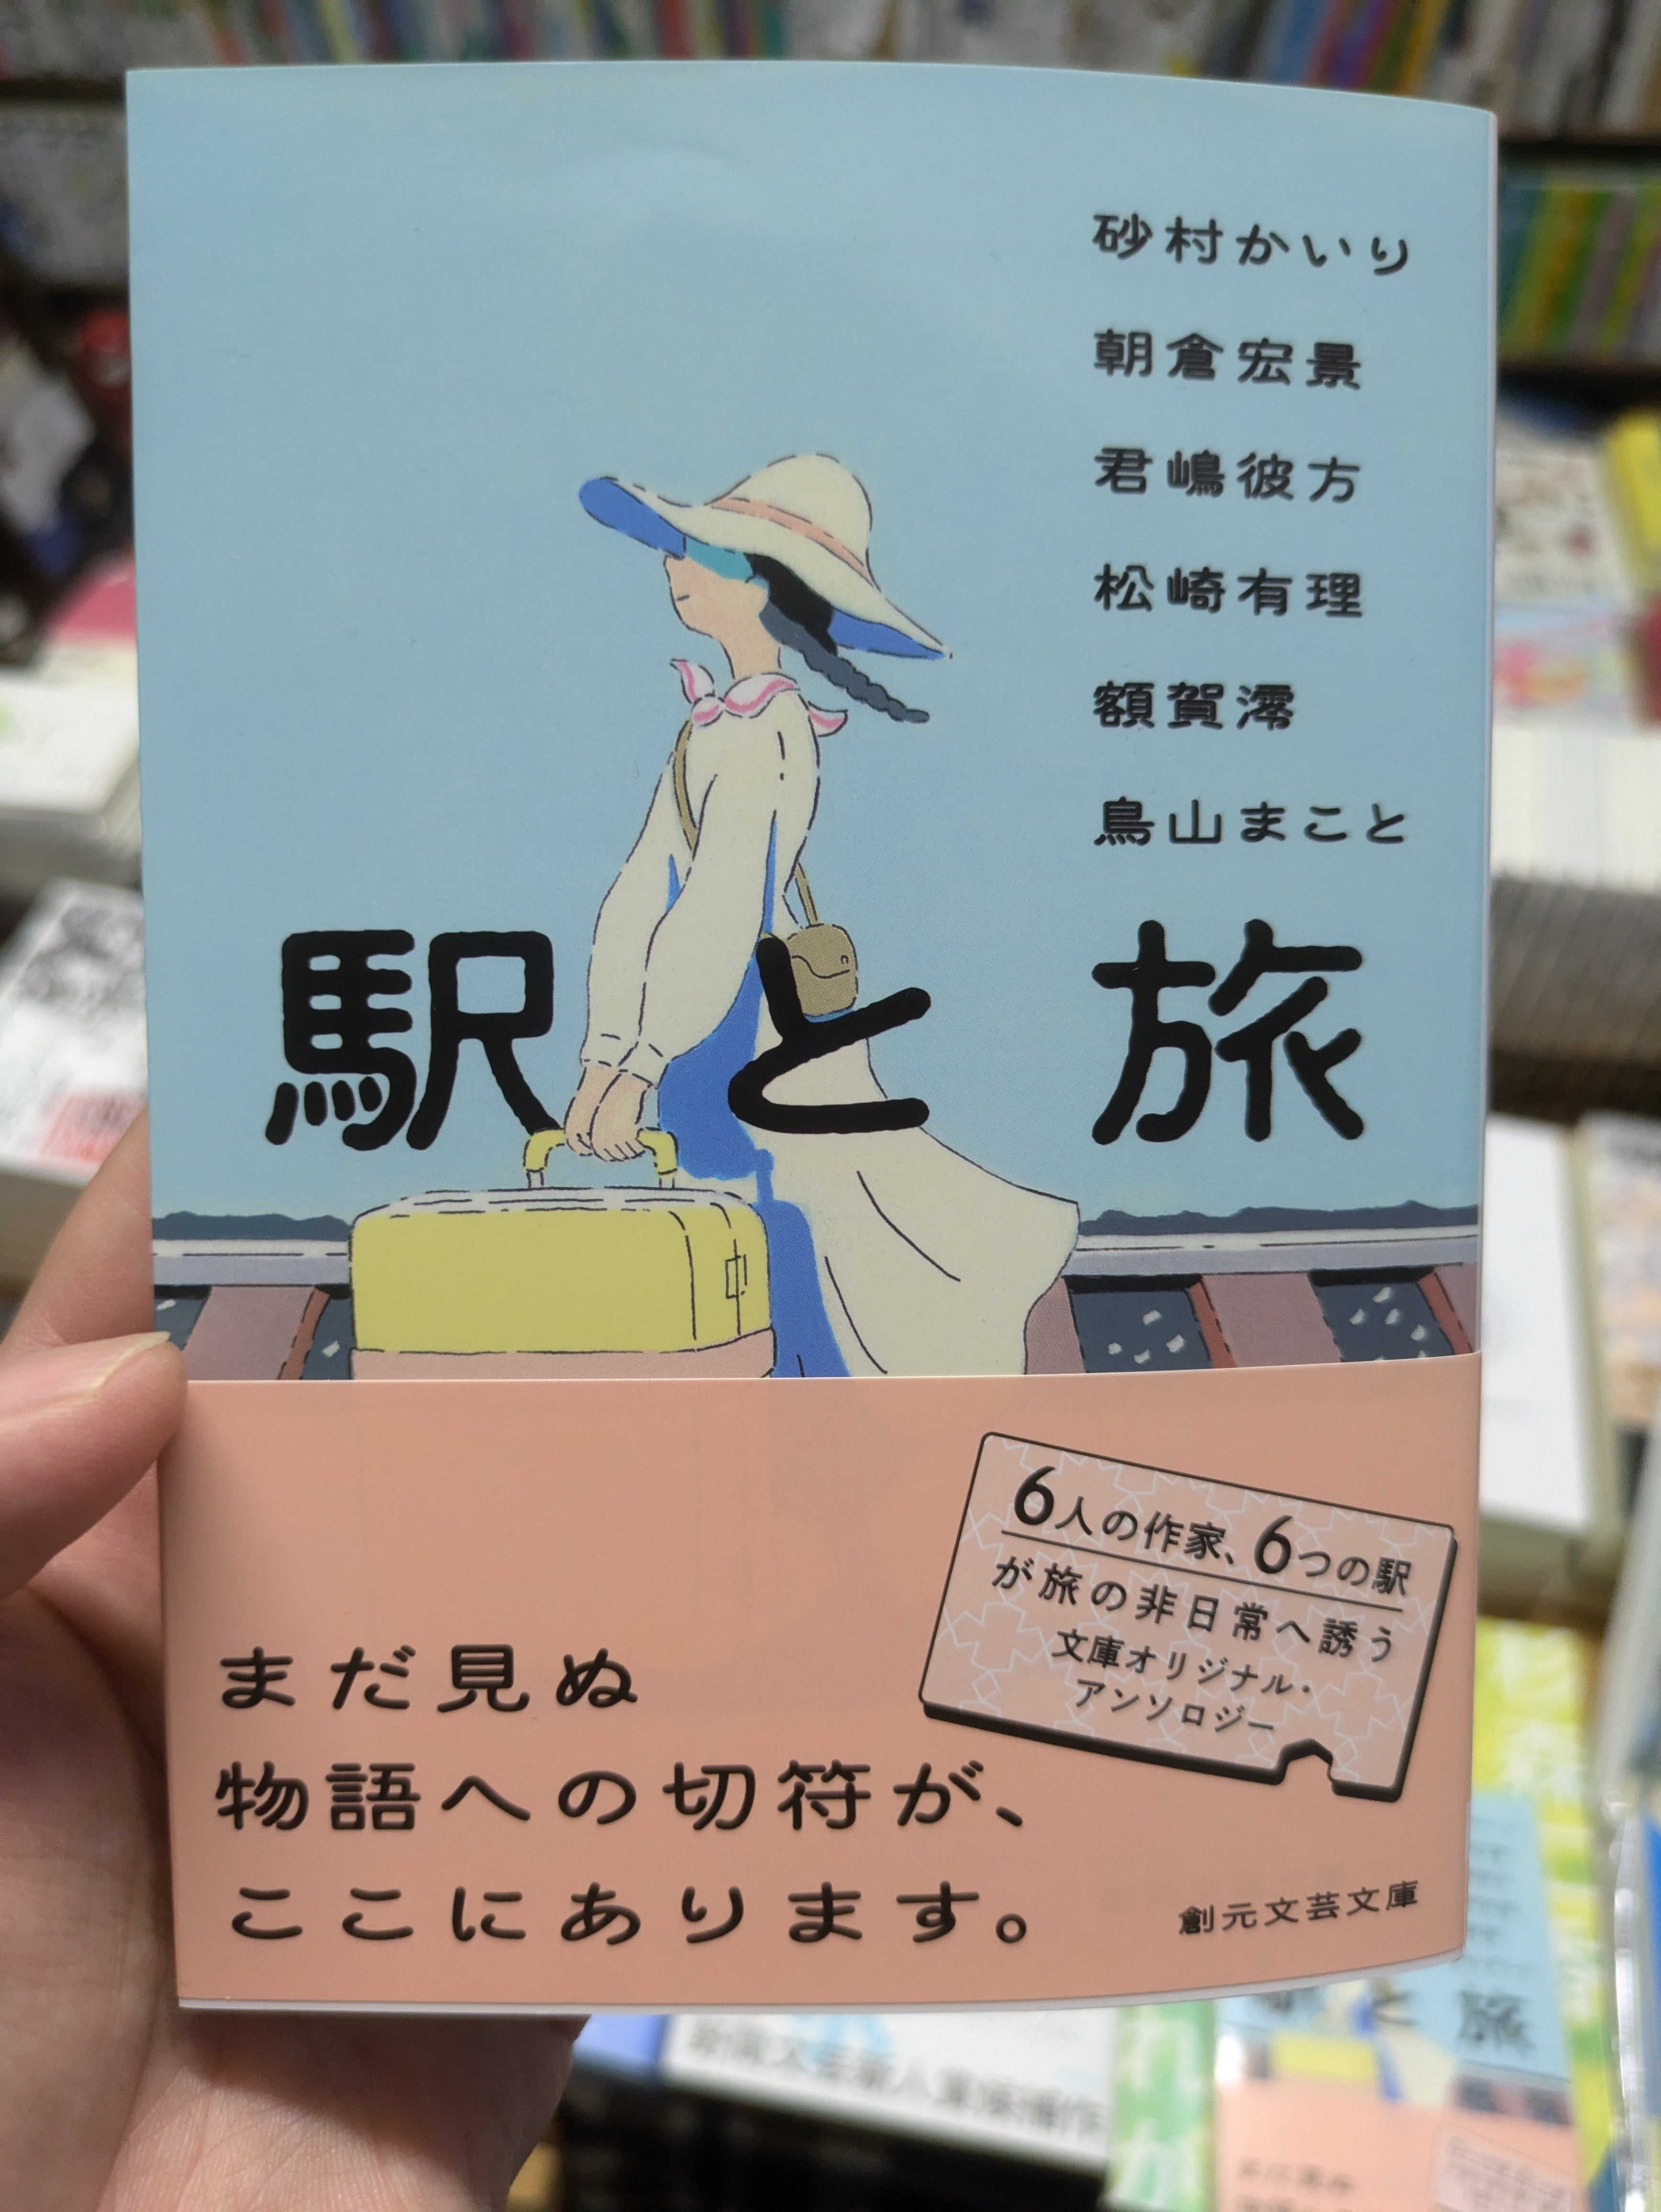 砂村かいり
朝倉宏景
君嶋彼方
松崎有理
額賀澪
鳥山まこと
駅と旅
6人の作家、6つの駅
が旅の非日常へ誘う
文庫オリジナル・
アンソロジー
まだ見ぬ
物語への切符が、
ここにあります。
創元文芸文庫